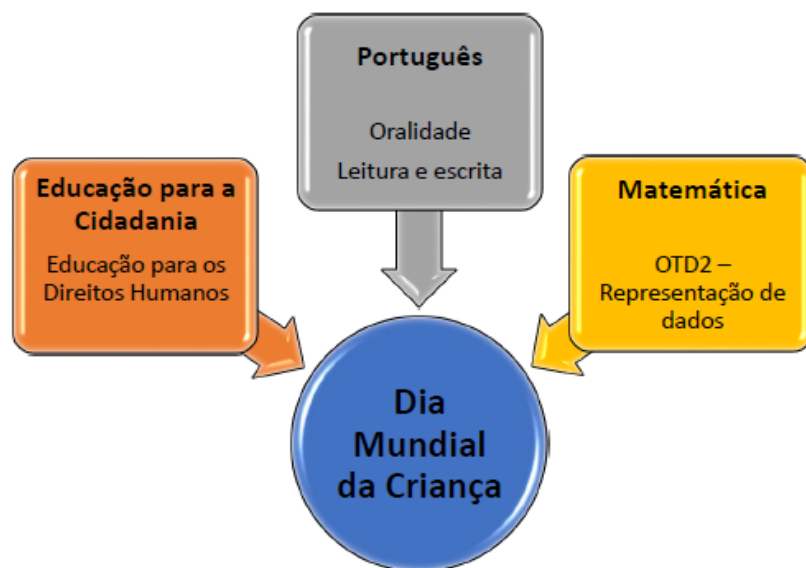 Português
Oralidade
Leitura e escrita
Educação para a
Cidadania
Educação para os
Direitos Humanos
Matemática
OTD2 –
Representação de
dados
Dia
Mundial
da Criança